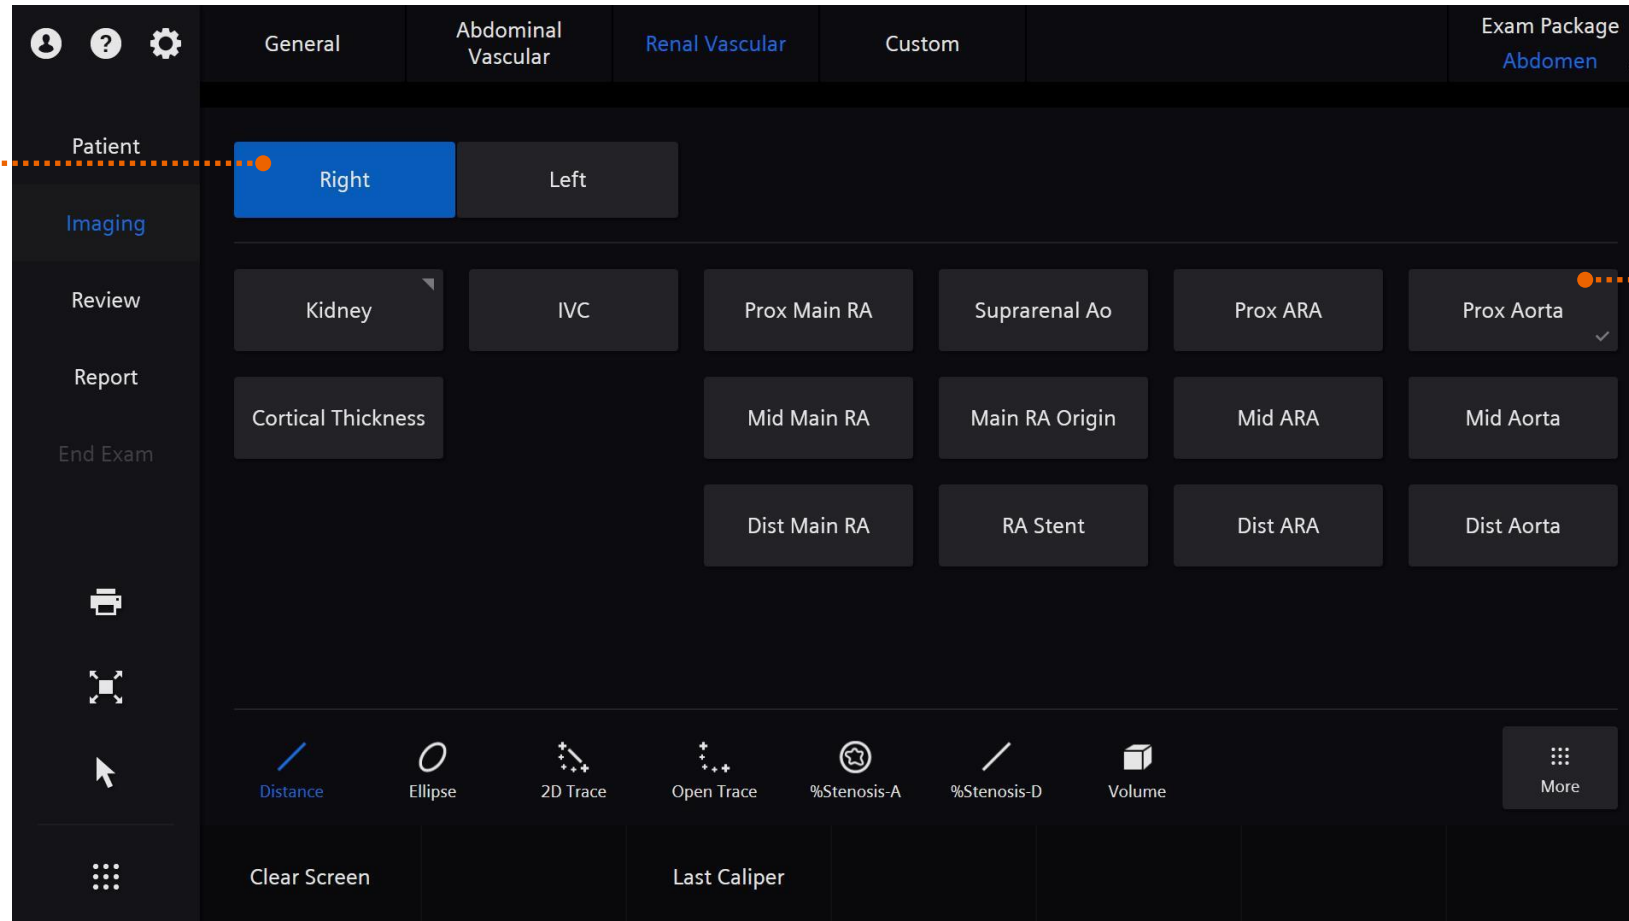 General
Abdominal
Vascular
Renal Vascular
Custom
Exam Package
Abdomen
Patient
Imaging
Review
Report
End Exam
Right
Left
Kidney
IVC
Prox Main RA
Suprarenal Ao
Prox ARA
Prox Aorta
Cortical Thickness
Mid Main RA
Main RA Origin
Mid ARA
Mid Aorta
Dist Main RA
RA Stent
Dist ARA
Dist Aorta
Distance
Ellipse
2D Trace
Open Trace
%Stenosis-A
%Stenosis-D
Volume
More
Clear Screen
Last Caliper